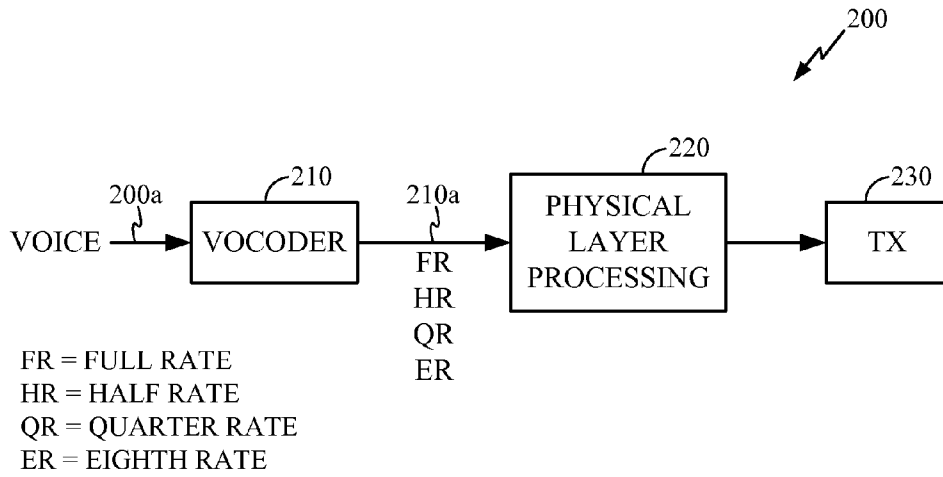 200
200a
210
210a
220
230
VOICE
VOCODER
FR
HR
QR
ER
PHYSICAL
LAYER
PROCESSING
TX
FR = FULL RATE
HR = HALF RATE
QR = QUARTER RATE
ER = EIGHTH RATE